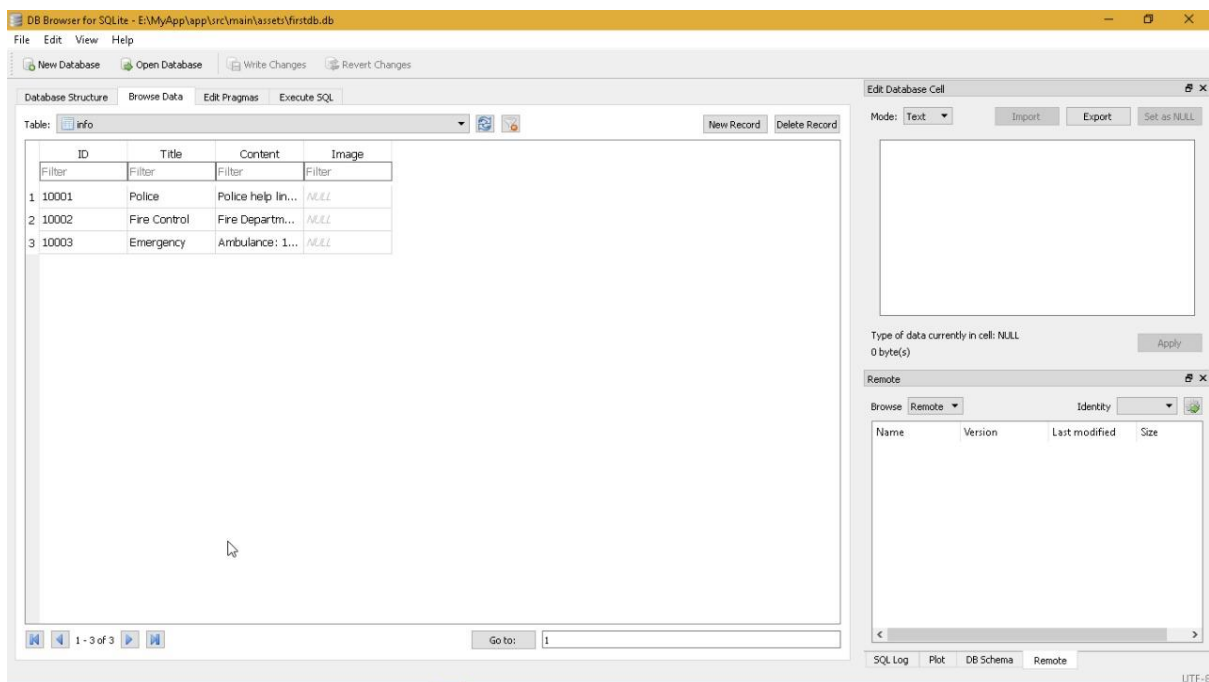 DB Browser for SQLite - E:\MyApp\app\src\main\assets\firstdb.db
File Edit View Help
New Database Open Database Write Changes Revert Changes
Database Structure Browse Data Edit Pragmas Execute SQL
Table: info New Record Delete Record
ID Title Content Image
Filter Filter Filter Filter
1 10001 Police Police help lin... NULL
2 10002 Fire Control Fire Departm... NULL
3 10003 Emergency Ambulance: 1... NULL
1 - 3 of 3 Go to: 1
Edit Database Cell
Mode: Text Import Export Set as NULL
Type of data currently in cell: NULL
0 byte(s)
Apply
Remote
Browse Remote Identity
Name Version Last modified Size
SQL Log Plot DB Schema Remote
UTF-8